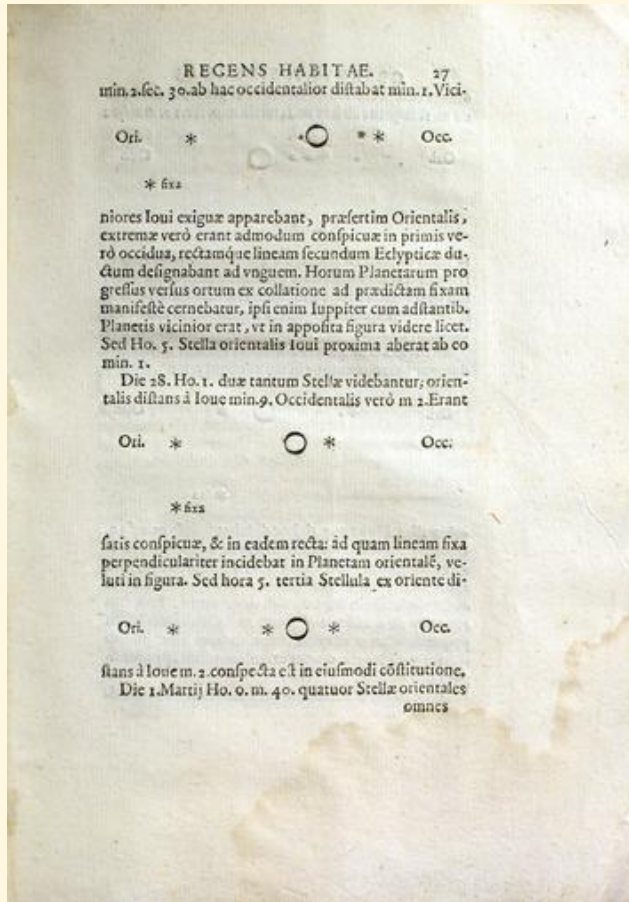 RECENS HABITAE. 27
min. 2. sec. 30. ab hac occidentalior distabat min. 1. Vici-
Ori. * * ○ * * Occ.
* fixa
niores Ioui exiguæ apparebant, præsertim Orientalis,
extremæ verò erant admodum conspicuæ in primis ve-
rò occidua, rectamque lineam secundum Eclypticæ du-
ctum designabant ad vnguem. Horum Planetarum pro
gressus versus ortum ex collatione ad prædictam fixam
manifestè cernebatur, ipsi enim Iuppiter cum adstantib.
Planetis vicinior erat, vt in apposita figura videre licet.
Sed Ho. 5. Stella orientalis Ioui proxima aberat ab eo
min. 1.
Die 28. Ho. 1. duæ tantum Stellæ videbantur; orien-
talis distans à Ioue min. 9. Occidentalis verò m 2. Erant
Ori. * ○ * Occ.
* fixa
satis conspicuæ, & in eadem recta: ad quam lineam fixa
perpendiculariter incidebat in Planetam orientalē, ve-
luti in figura. Sed hora 5. tertia Stellula ex oriente di-
Ori. * * ○ * Occ.
stans à Ioue m. 2. conspecta est in eiusmodi cōstitutione.
Die 1. Martij Ho. 0. m. 40. quatuor Stellæ orientales
omnes